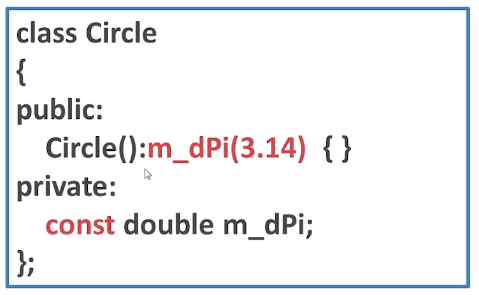 class Circle
{
public:
Circle():m_dPi(3.14) { }
private:
const double m_dPi;
};